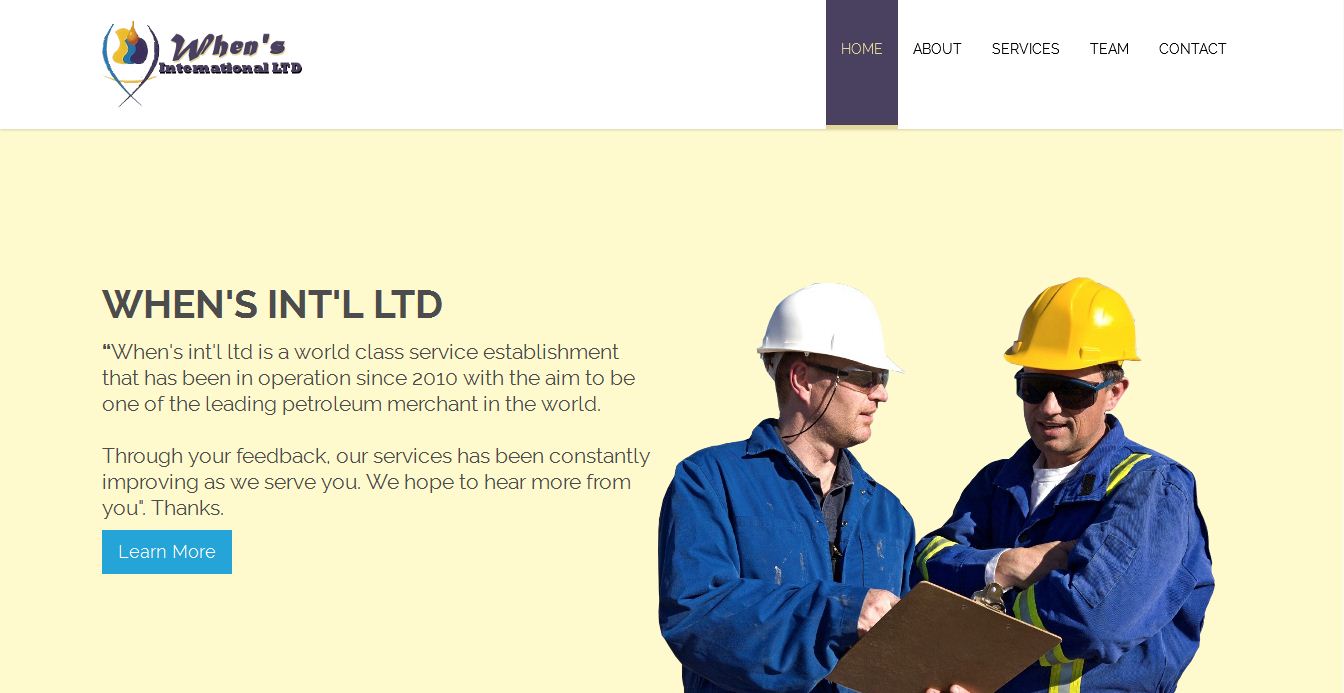 When's
International LTD
HOME ABOUT SERVICES TEAM CONTACT
WHEN'S INT'L LTD
“When's int'l ltd is a world class service establishment
that has been in operation since 2010 with the aim to be
one of the leading petroleum merchant in the world.
Through your feedback, our services has been constantly
improving as we serve you. We hope to hear more from
you". Thanks.
Learn More